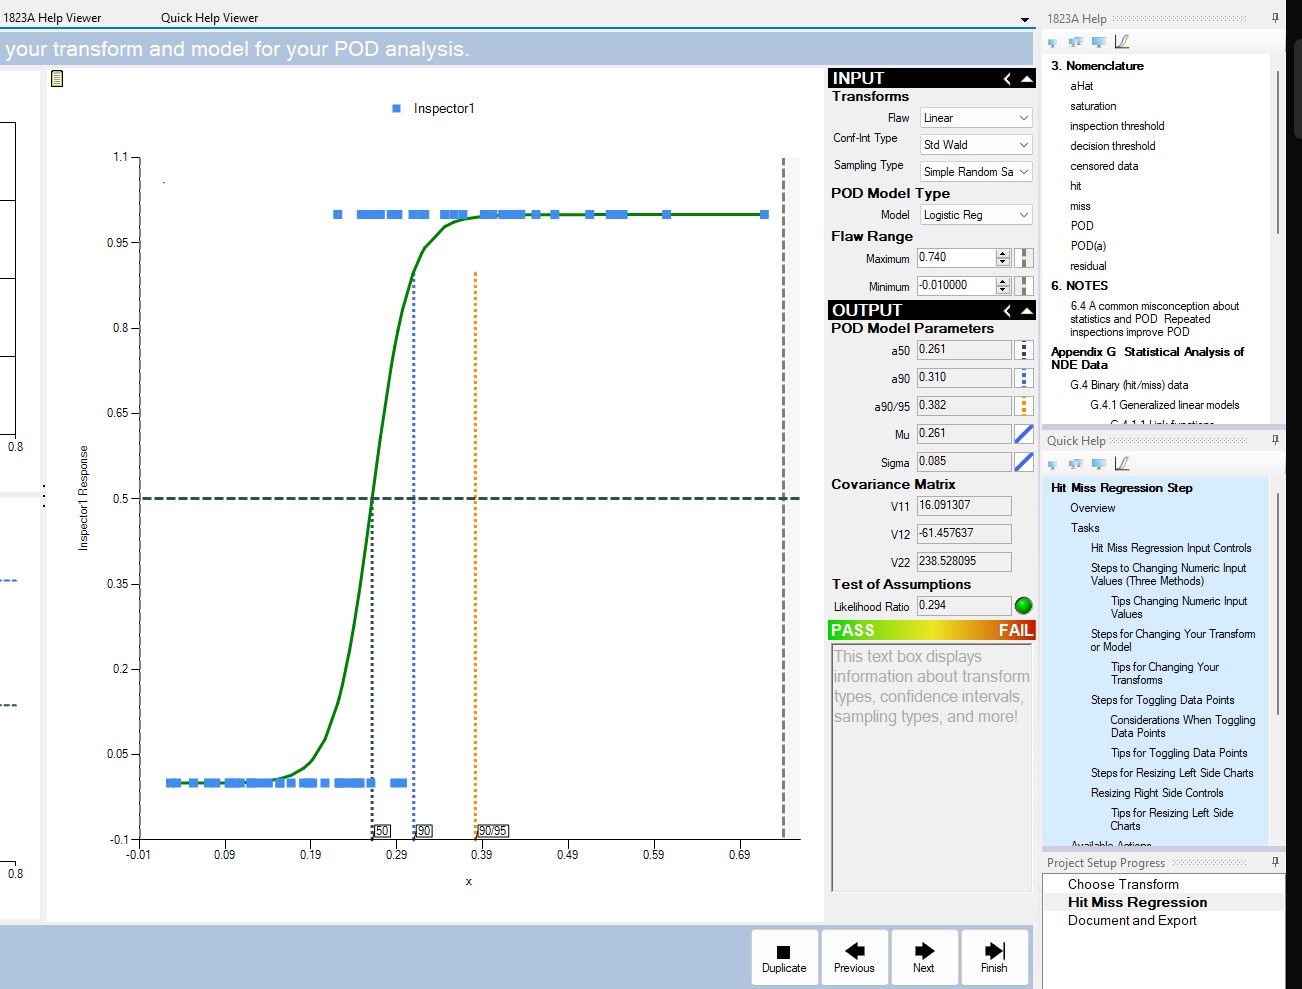 1823A Help Viewer
Quick Help Viewer
your transform and model for your POD analysis.
0.8
0.8
Inspector1
1.1
0.95
0.8
0.65
0.5
0.35
0.2
0.05
-0.1
Inspector1 Response
50
90
90/95
-0.01
0.09
0.19
0.29
0.39
0.49
0.59
0.69
x
INPUT
Transforms
Flaw Linear
Conf-Int Type Std Wald
Sampling Type Simple Random Sa
POD Model Type
Model Logistic Reg
Flaw Range
Maximum 0.740
Minimum -0.010000
OUTPUT
POD Model Parameters
a50 0.261
a90 0.310
a90/95 0.382
Mu 0.261
Sigma 0.085
Covariance Matrix
V11 16.091307
V12 -61.457637
V22 238.528095
Test of Assumptions
Likelihood Ratio 0.294
PASS FAIL
This text box displays
information about transform
types, confidence intervals,
sampling types, and more!
Duplicate
Previous
Next
Finish
1823A Help
3. Nomenclature
aHat
saturation
inspection threshold
decision threshold
censored data
hit
miss
POD
POD(a)
residual
6. NOTES
6.4 A common misconception about
statistics and POD Repeated
inspections improve POD
Appendix G Statistical Analysis of
NDE Data
G.4 Binary (hit/miss) data
G.4.1 Generalized linear models
G.4.1.1 Link functions
Quick Help
Hit Miss Regression Step
Overview
Tasks
Hit Miss Regression Input Controls
Steps to Changing Numeric Input
Values (Three Methods)
Tips Changing Numeric Input
Values
Steps for Changing Your Transform
or Model
Tips for Changing Your
Transforms
Steps for Toggling Data Points
Considerations When Toggling
Data Points
Tips for Toggling Data Points
Steps for Resizing Left Side Charts
Resizing Right Side Controls
Tips for Resizing Left Side
Charts
Available Actions
Project Setup Progress
Choose Transform
Hit Miss Regression
Document and Export